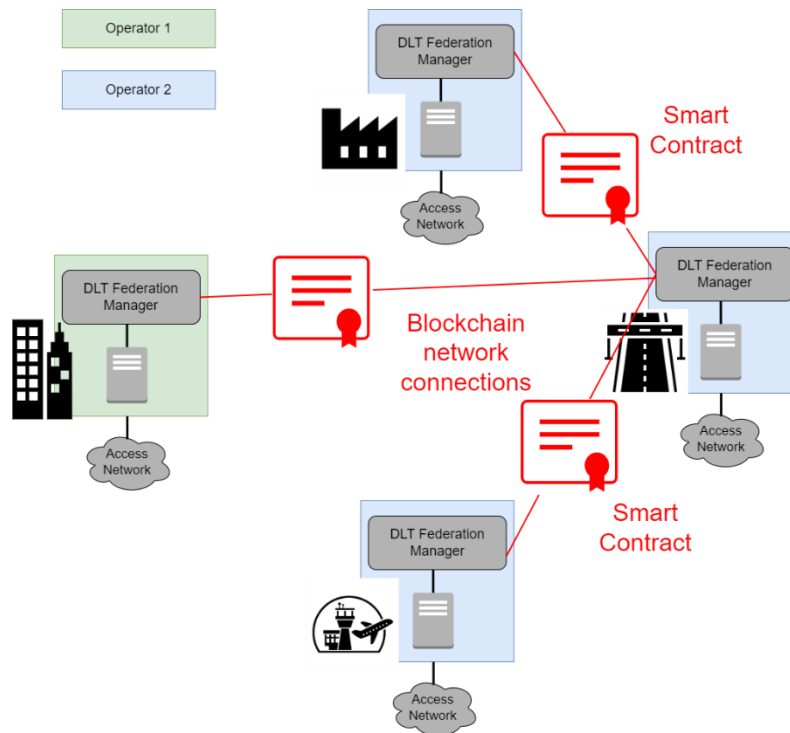 Operator 1
Operator 2
DLT Federation
Manager
Access
Network
Smart
Contract
DLT Federation
Manager
Access
Network
Blockchain
network
connections
DLT Federation
Manager
Access
Network
Smart
Contract
DLT Federation
Manager
Access
Network